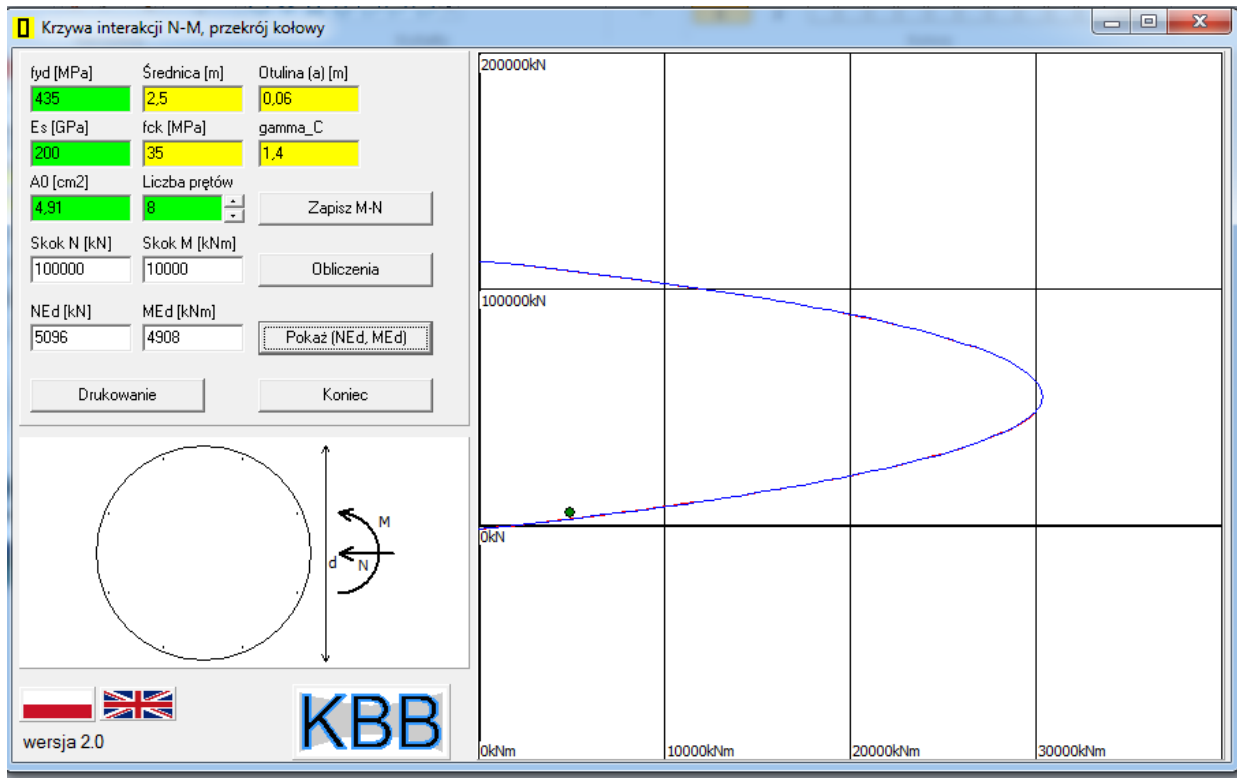 Krzywa interakcji N-M, przekrój kołowy
fyd [MPa] Średnica [m] Otulina (a) [m]
435 2,5 0,06
Es [GPa] fck [MPa] gamma_C
200 35 1,4
A0 [cm2] Liczba prętów
4,91 8 Zapisz M-N
Skok N [kN] Skok M [kNm]
100000 10000 Obliczenia
NEd [kN] MEd [kNm]
5096 4908 Pokaż (NEd, MEd)
Drukowanie Koniec
M
d N
KBB
wersja 2.0
200000kN
100000kN
0kN
0kNm 10000kNm 20000kNm 30000kNm